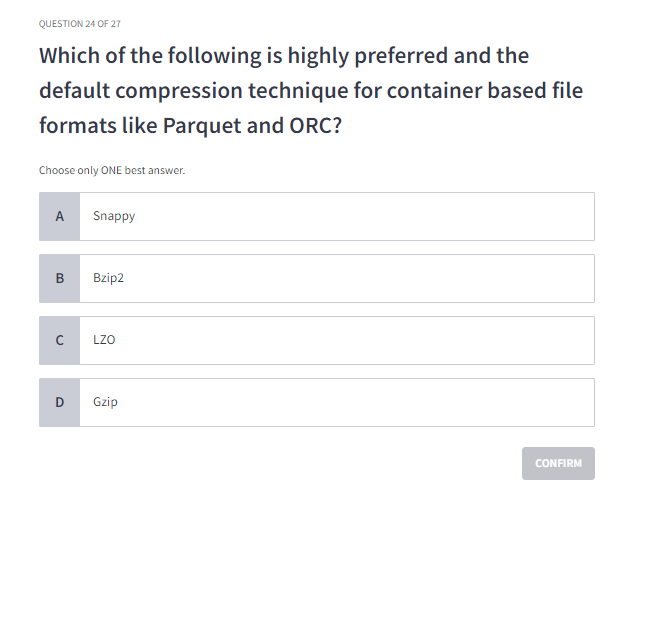 QUESTION 24 OF 27
Which of the following is highly preferred and the
default compression technique for container based file
formats like Parquet and ORC?
Choose only ONE best answer.
A Snappy
B Bzip2
C LZO
D Gzip
CONFIRM